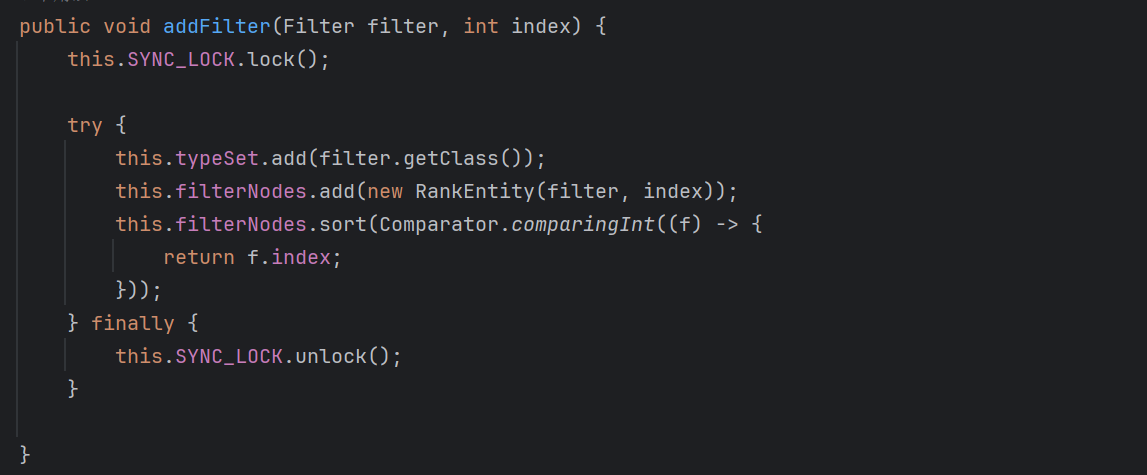 public void addFilter(Filter filter, int index) {
    this.SYNC_LOCK.lock();
    try {
        this.typeSet.add(filter.getClass());
        this.filterNodes.add(new RankEntity(filter, index));
        this.filterNodes.sort(Comparator.comparingInt((f) -> {
            return f.index;
        }));
    } finally {
        this.SYNC_LOCK.unlock();
    }
}